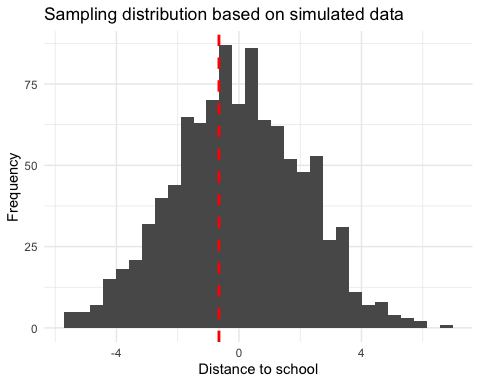 Sampling distribution based on simulated data
Frequency
75
50
25
0
-4
0
4
Distance to school